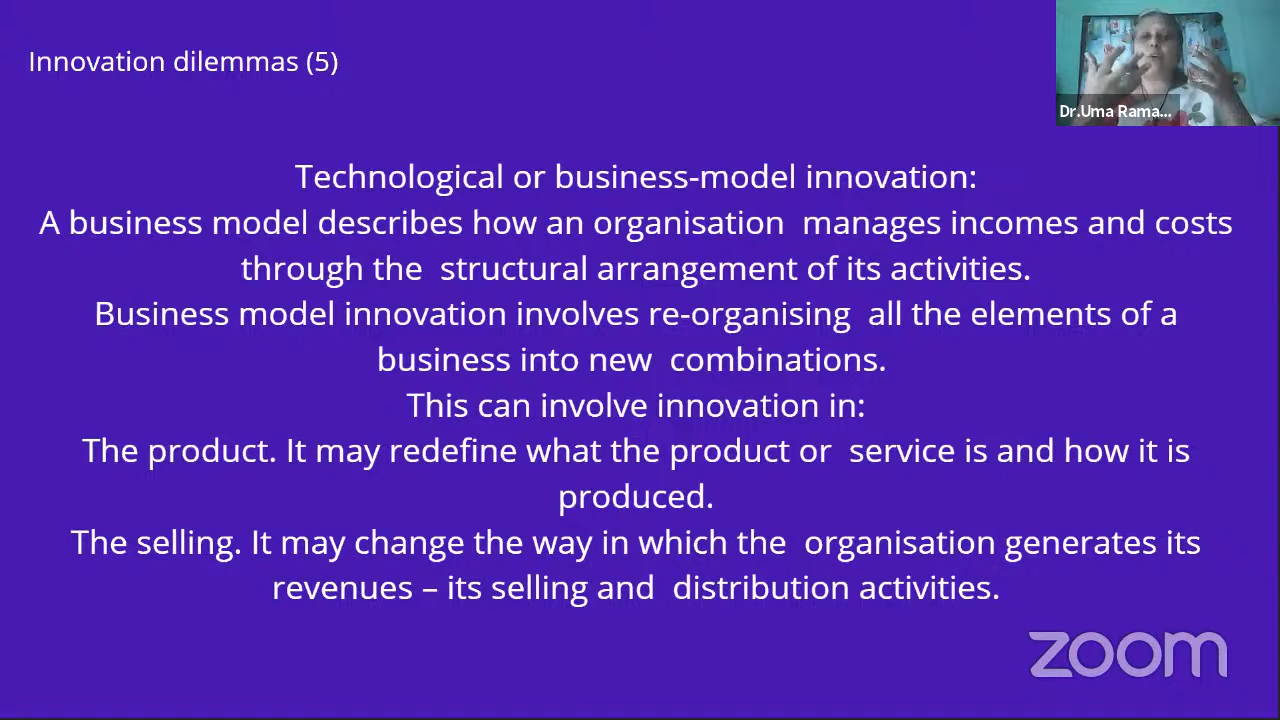 Innovation dilemmas (5)
Dr.Uma Rama...
Technological or business-model innovation:
A business model describes how an organisation  manages incomes and costs
through the  structural arrangement of its activities.
Business model innovation involves re-organising  all the elements of a
business into new  combinations.
This can involve innovation in:
The product. It may redefine what the product or  service is and how it is
produced.
The selling. It may change the way in which the  organisation generates its
revenues – its selling and  distribution activities.
zoom